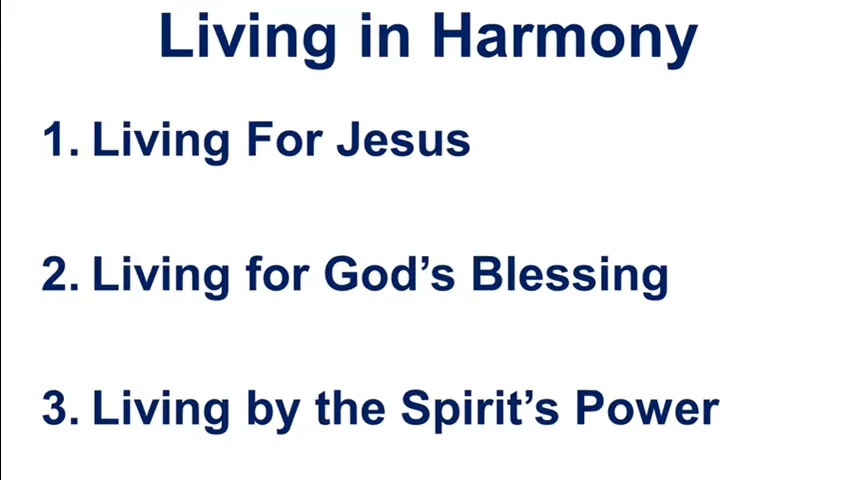 Living in Harmony
1. Living For Jesus
2. Living for God’s Blessing
3. Living by the Spirit’s Power